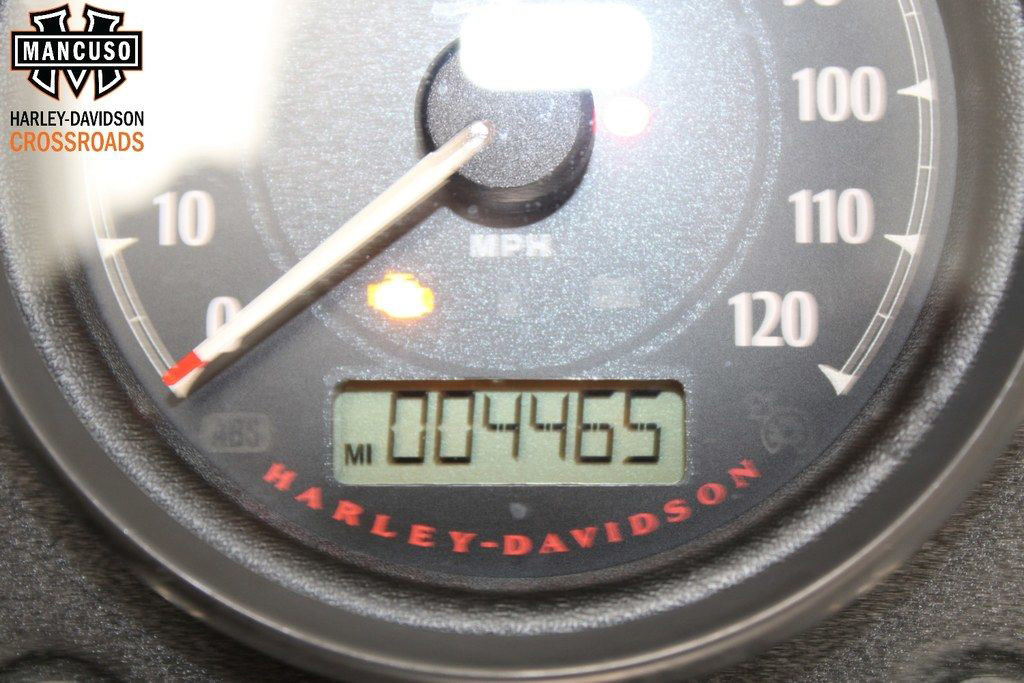 MANCUSO
HARLEY-DAVIDSON
CROSSROADS
100
10
110
MPH
0
120
ABS
MI 004465
HARLEY-DAVIDSON